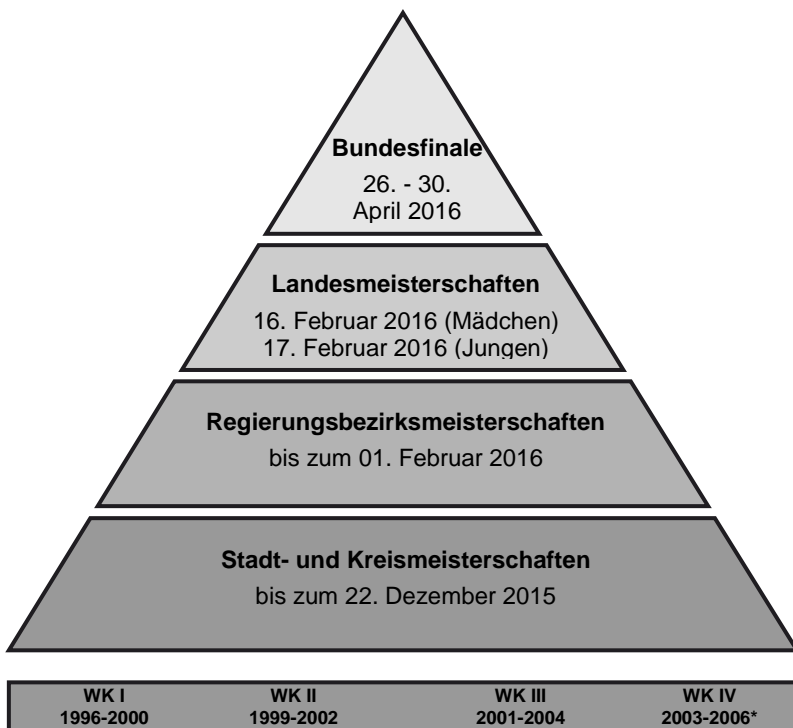 Bundesfinale
26. - 30.
April 2016
Landesmeisterschaften
16. Februar 2016 (Mädchen)
17. Februar 2016 (Jungen)
Regierungsbezirksmeisterschaften
bis zum 01. Februar 2016
Stadt- und Kreismeisterschaften
bis zum 22. Dezember 2015
WK I WK II WK III WK IV
1996-2000 1999-2002 2001-2004 2003-2006*